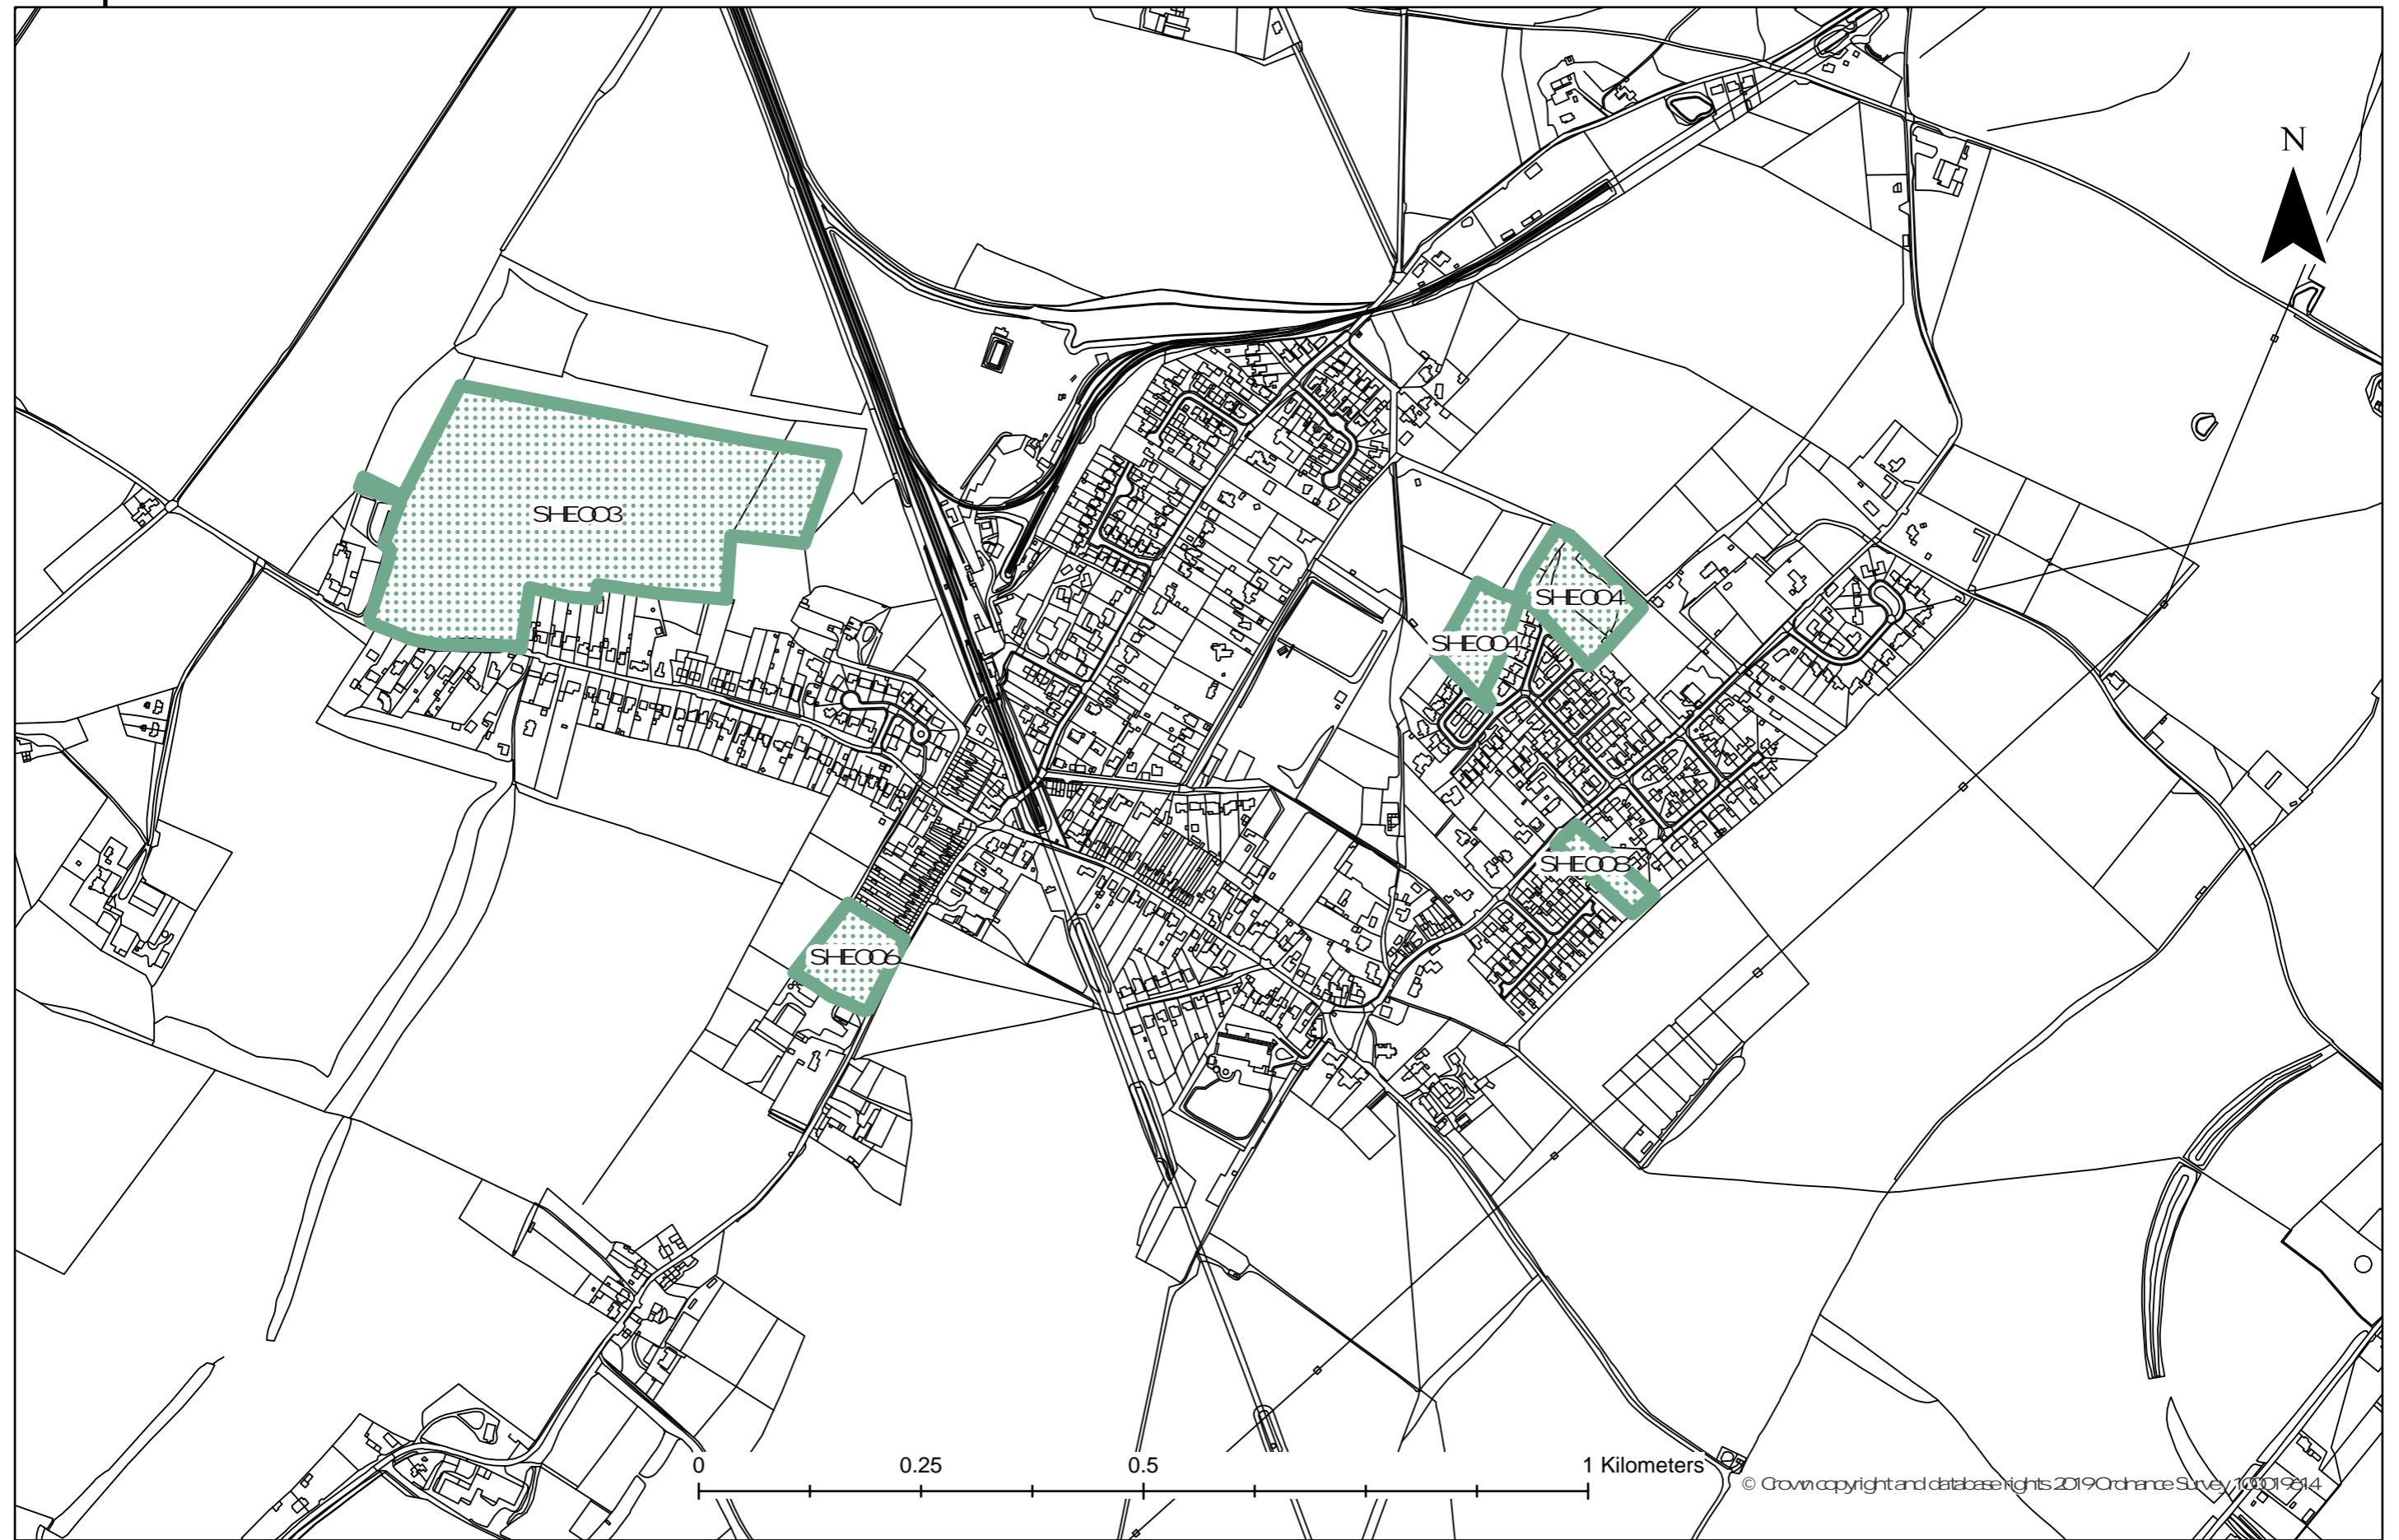 N
SHE003
SHE004
SHE004
SHE008
SHE006
0 0.25 0.5 1 Kilometers
© Crown copyright and database rights 2019 Ordnance Survey 100019614